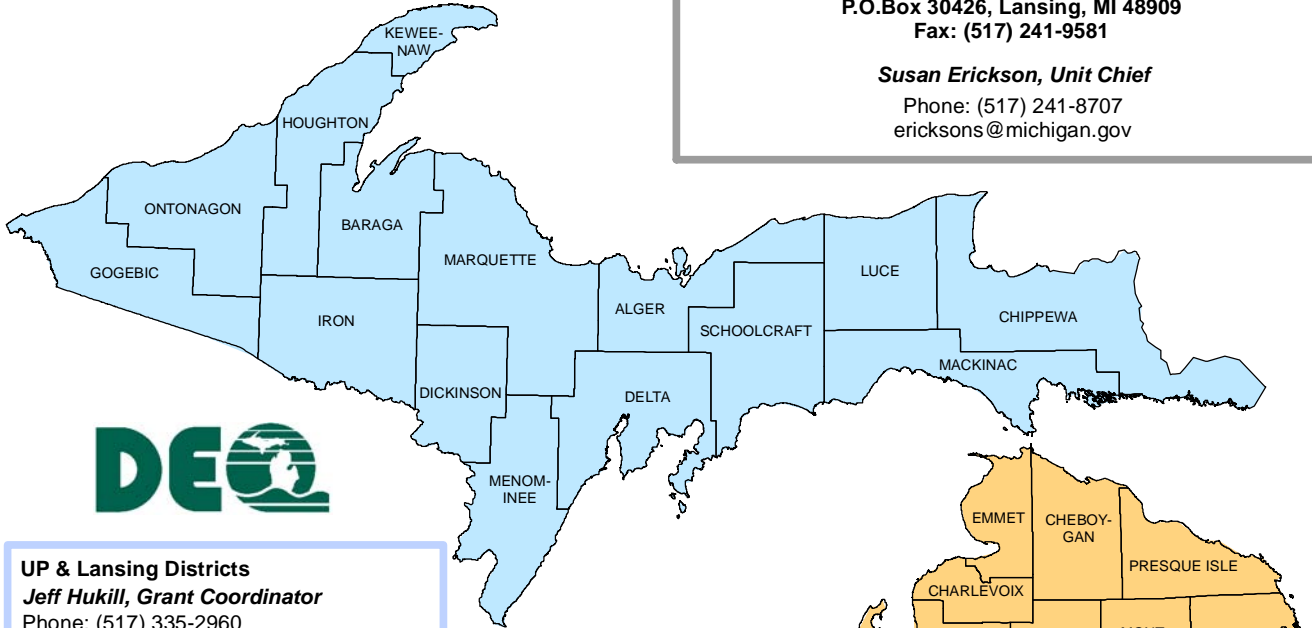 P.O.Box 30426, Lansing, MI 48909
Fax: (517) 241-9581
Susan Erickson, Unit Chief
Phone: (517) 241-8707
ericksons@michigan.gov
KEWEE-
NAW
HOUGHTON
ONTONAGON
BARAGA
MARQUETTE
GOGEBIC
LUCE
ALGER
IRON
CHIPPEWA
SCHOOLCRAFT
MACKINAC
DICKINSON
DELTA
DEQ
MENOM-
INEE
EMMET
CHEBOY-
GAN
PRESQUE ISLE
CHARLEVOIX
UP & Lansing Districts
Jeff Hukill, Grant Coordinator
Phone: (517) 335-2960